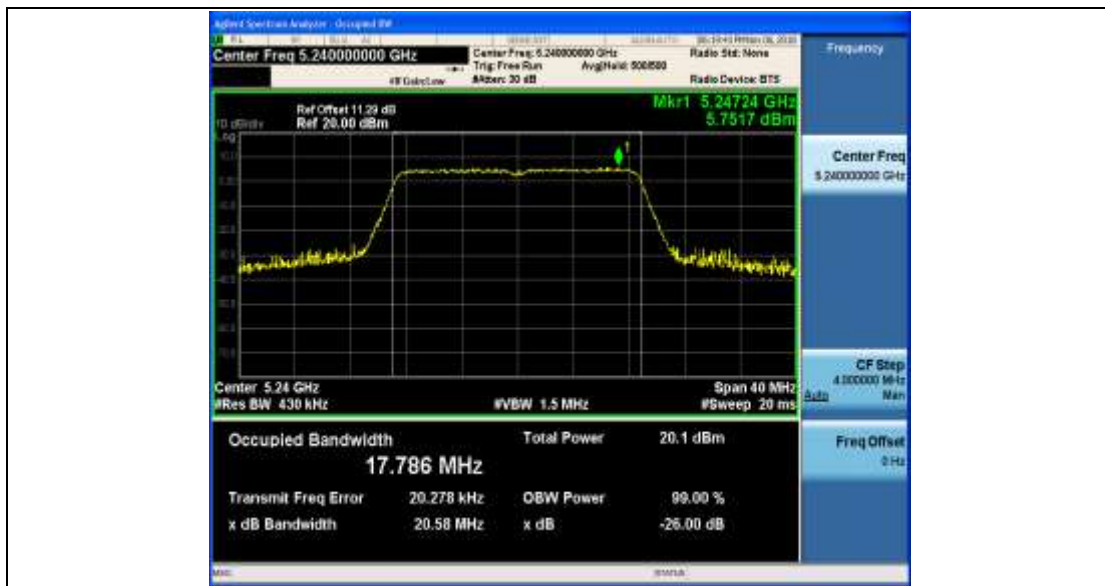 Agilent Spectrum Analyzer - Occupied BW
Center Freq 5.240000000 GHz
Center Freq: 5.240000000 GHz
Radio Std: None
Trig: Free Run
Avg|Hold: 500/500
#IFGain:Low
#Atten: 30 dB
Radio Device: BTS
Frequency
Ref Offset 11.29 dB
Mkr1 5.24724 GHz
10 dB/div
Ref 20.00 dBm
5.7517 dBm
Log
Center Freq
5.240000000 GHz
Center 5.24 GHz
Span 40 MHz
#Res BW 430 kHz
#VBW 1.5 MHz
#Sweep 20 ms
CF Step
4.000000 MHz
Auto
Man
Occupied Bandwidth
Total Power
20.1 dBm
17.786 MHz
Freq Offset
0 Hz
Transmit Freq Error
20.278 kHz
OBW Power
99.00 %
x dB Bandwidth
20.58 MHz
x dB
-26.00 dB
MSG
STATUS